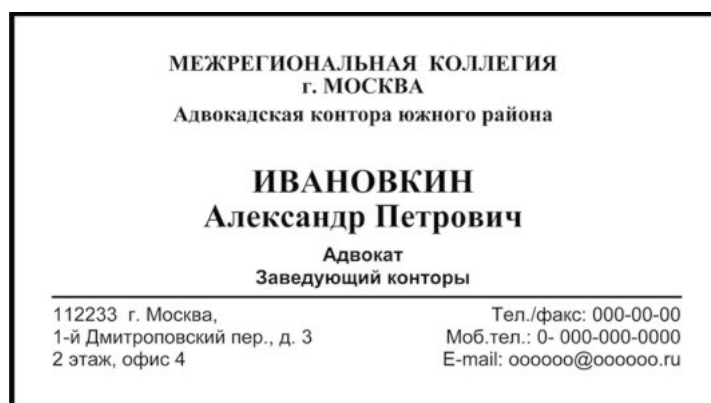 МЕЖРЕГИОНАЛЬНАЯ КОЛЛЕГИЯ
г. МОСКВА
Адвокадская контора южного района
ИВАНОВКИН
Александр Петрович
Адвокат
Заведующий конторы
112233 г. Москва,
1-й Дмитроповский пер., д. 3
2 этаж, офис 4
Тел./факс: 000-00-00
Моб.тел.: 0- 000-000-0000
E-mail: oooooo@oooooo.ru